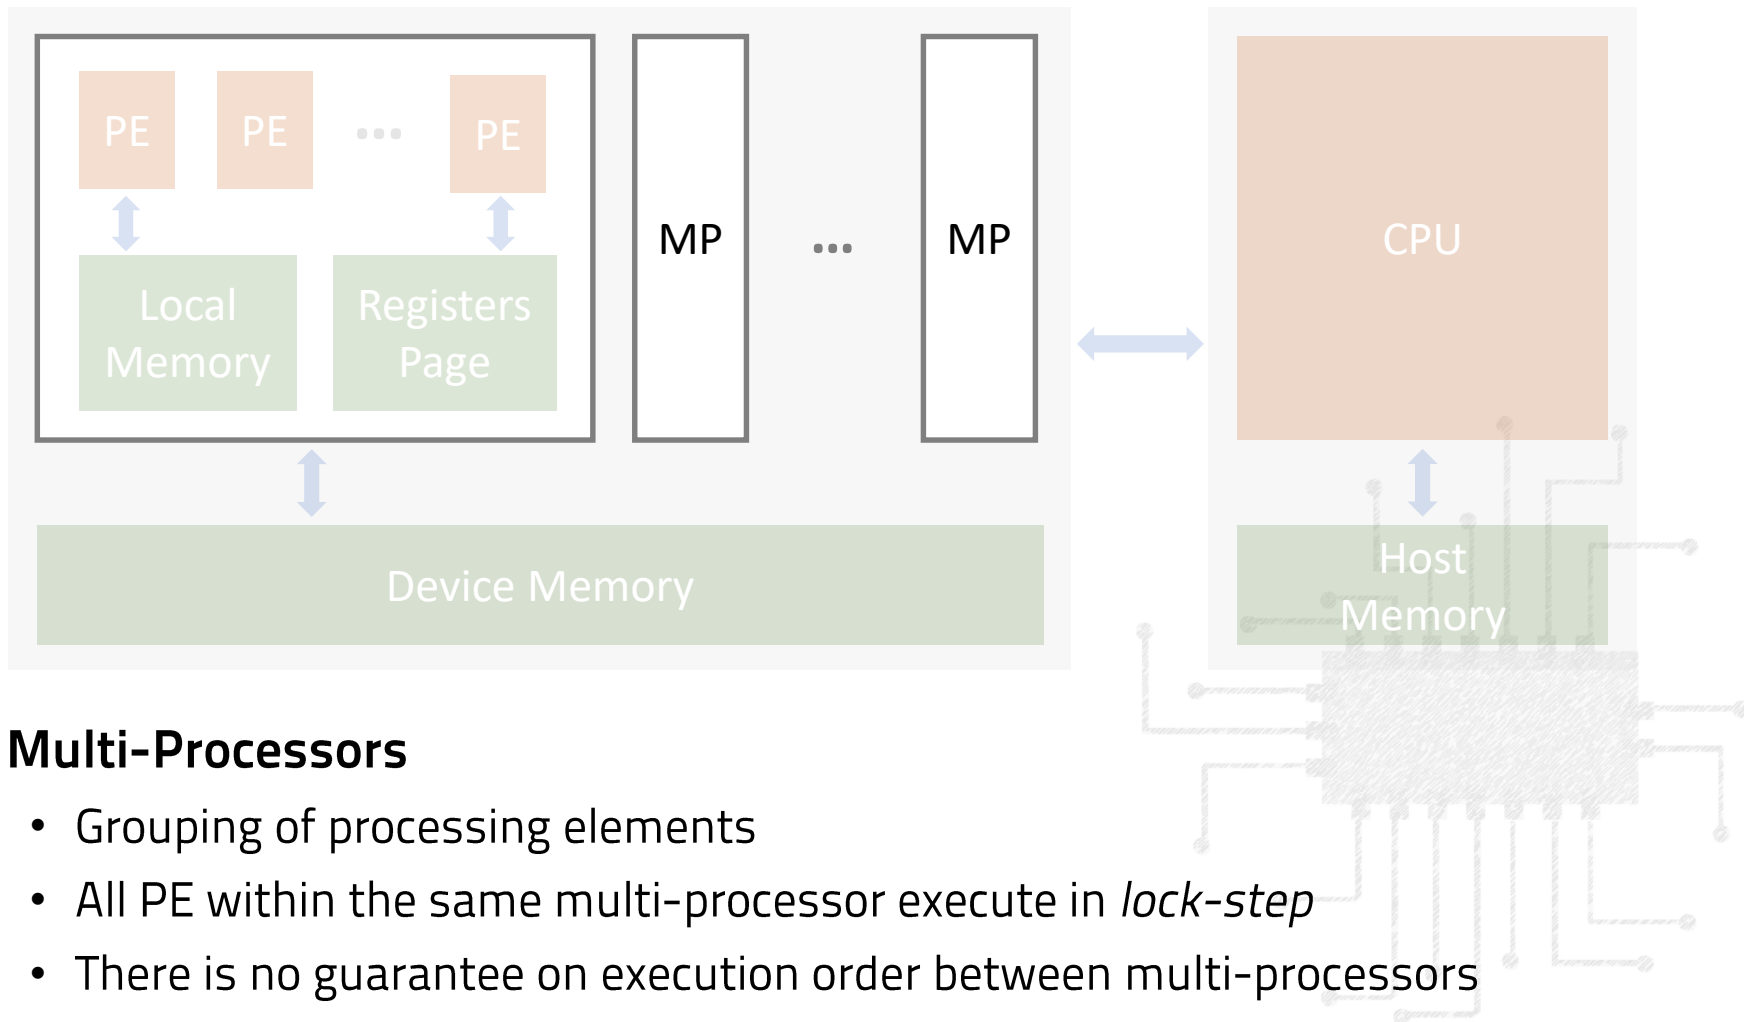 PE PE ... PE
MP ... MP
CPU
Local
Memory
Registers
Page
Device Memory
Host
Memory
Multi-Processors
• Grouping of processing elements
• All PE within the same multi-processor execute in lock-step
• There is no guarantee on execution order between multi-processors